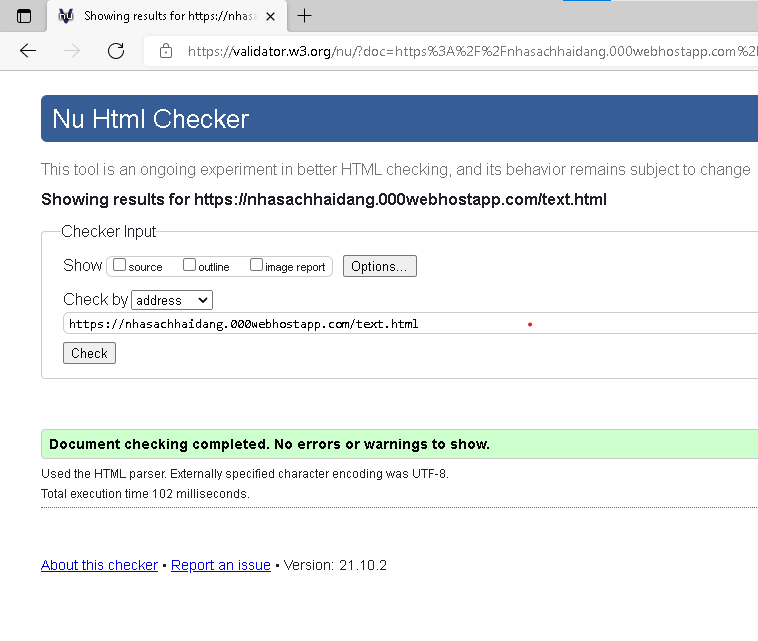 nu Showing results for https://nhasa
https://validator.w3.org/nu/?doc=https%3A%2F%2Fnhasachhaidang.000webhostapp.com%2F
Nu Html Checker
This tool is an ongoing experiment in better HTML checking, and its behavior remains subject to change
Showing results for https://nhasachhaidang.000webhostapp.com/text.html
Checker Input
Show source outline image report Options...
Check by address
https://nhasachhaidang.000webhostapp.com/text.html
Check
Document checking completed. No errors or warnings to show.
Used the HTML parser. Externally specified character encoding was UTF-8.
Total execution time 102 milliseconds.
About this checker • Report an issue • Version: 21.10.2